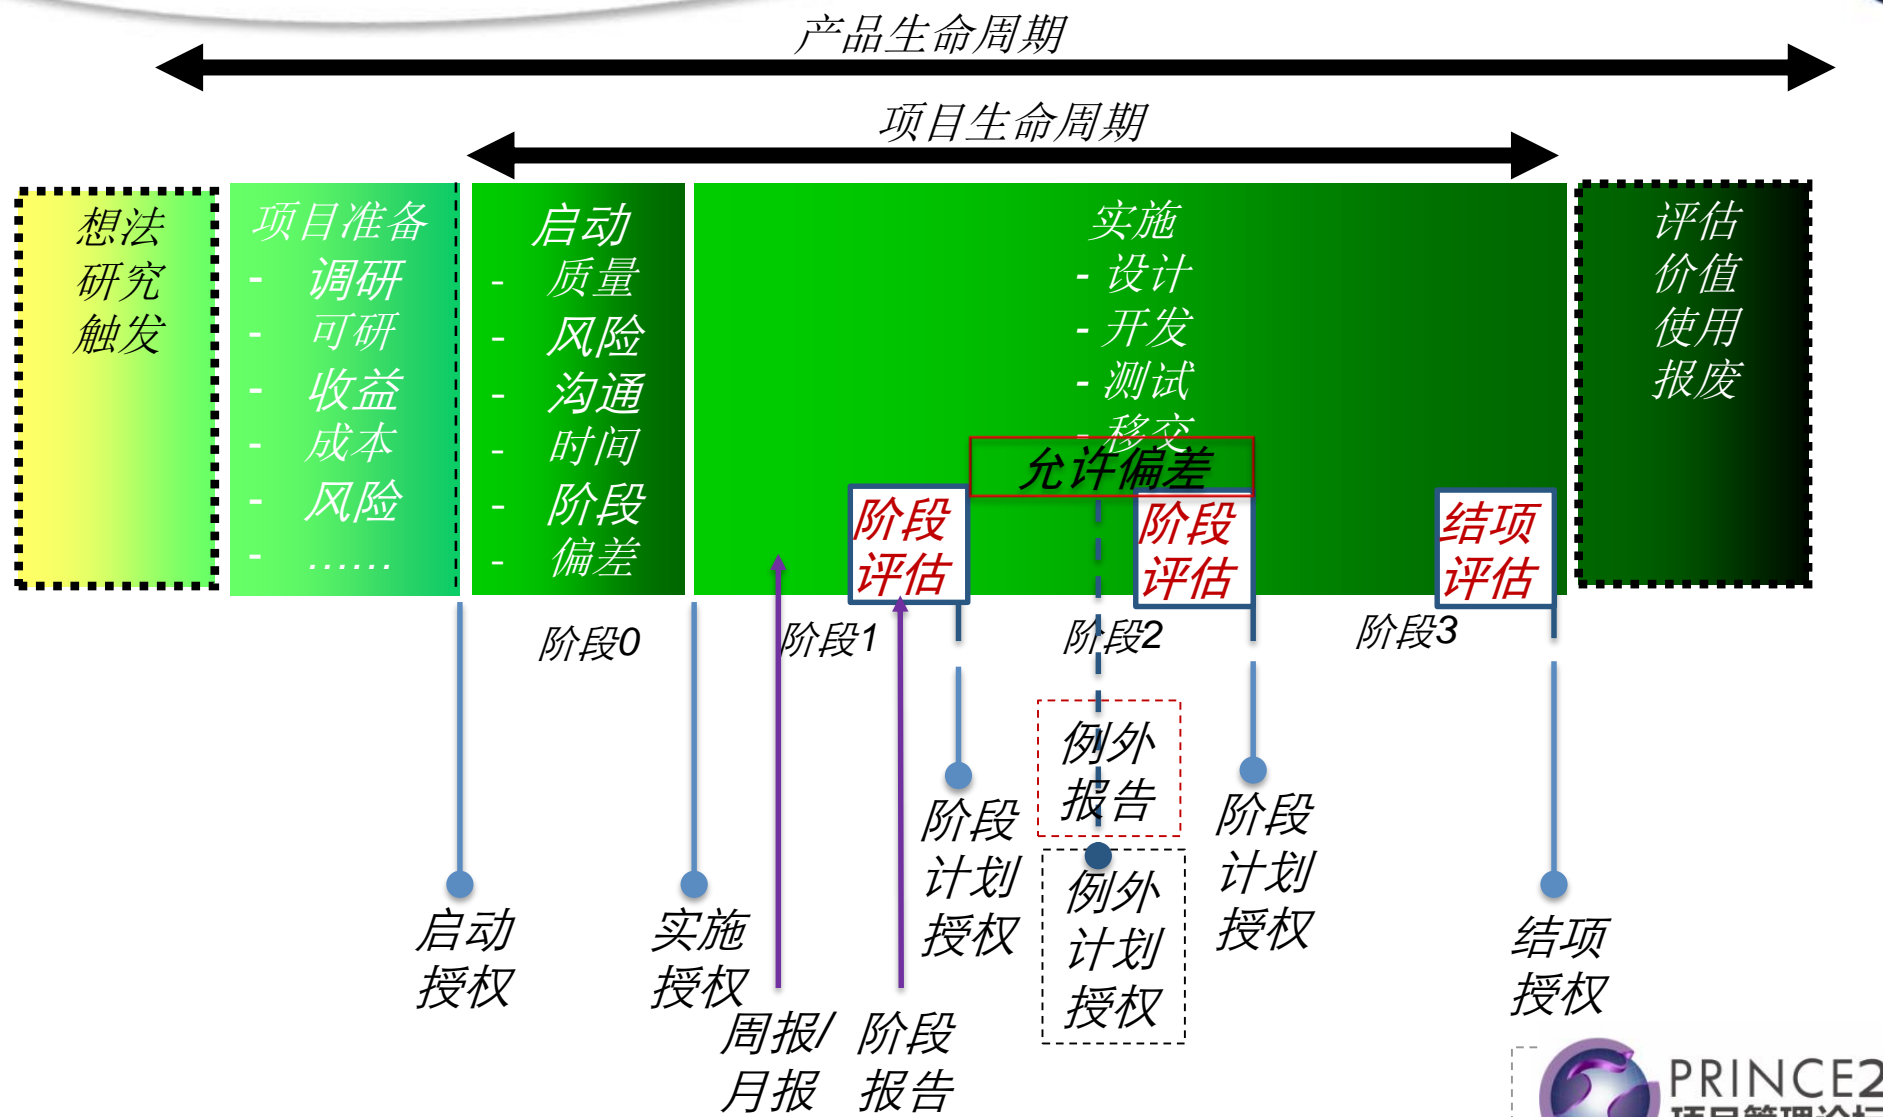 产品生命周期
项目生命周期
想法
研究
触发
项目准备
- 调研
- 可研
- 收益
- 成本
- 风险
- ……
启动
- 质量
- 风险
- 沟通
- 时间
- 阶段
- 偏差
实施
- 设计
- 开发
- 测试
- 移交
评估
价值
使用
报废
允许偏差
阶段
评估
阶段
评估
结项
评估
阶段0
阶段1
阶段2
阶段3
例外
报告
阶段
计划
授权
例外
计划
授权
阶段
计划
授权
启动
授权
实施
授权
结项
授权
周报/
月报
阶段
报告
PRINCE2
项目管理论坛